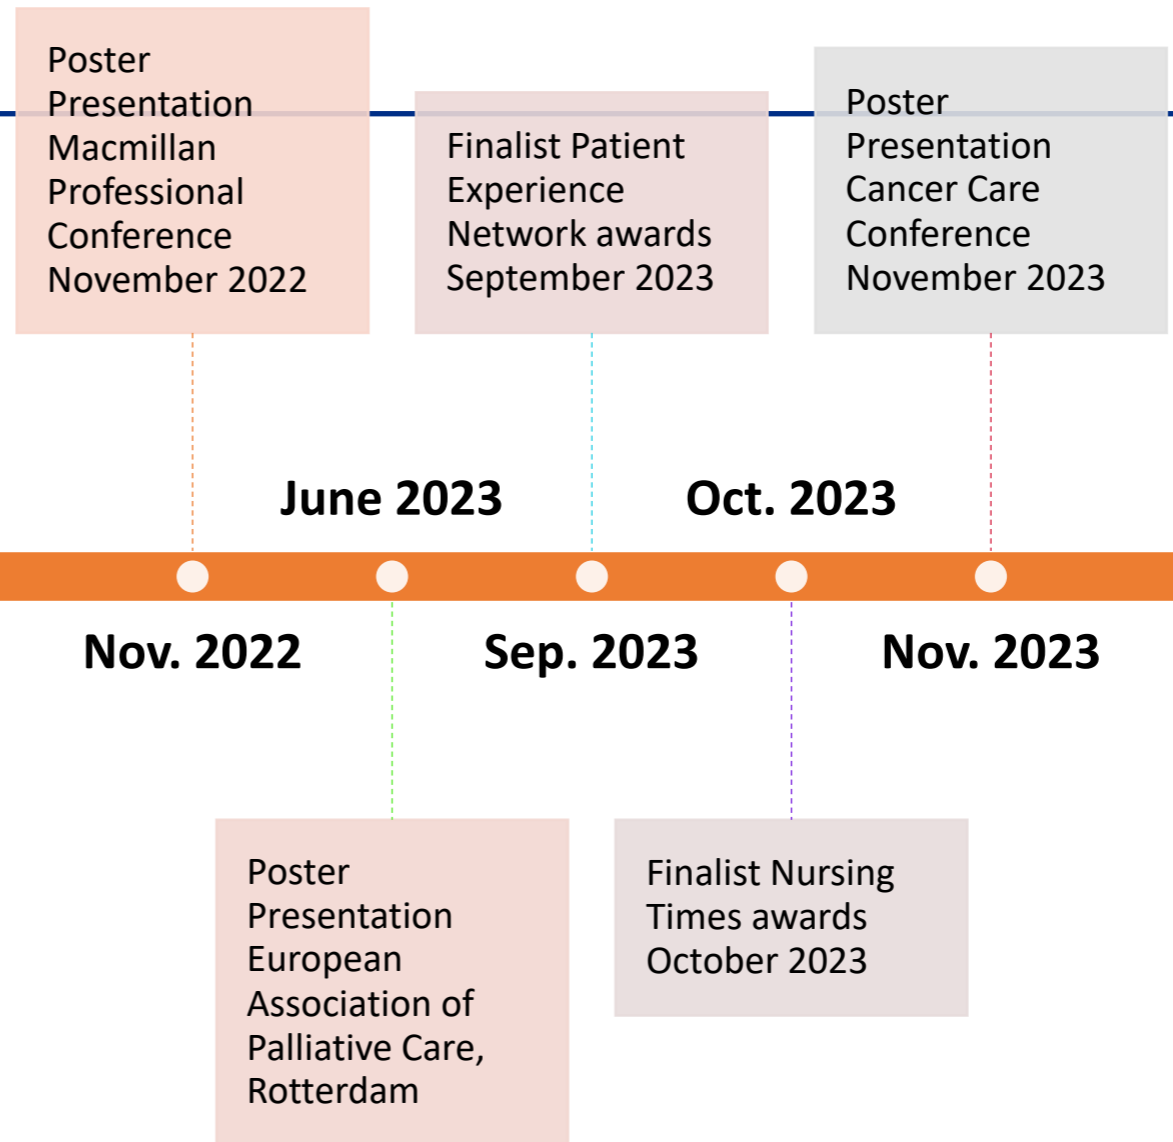 Poster
Presentation
Macmillan
Professional
Conference
November 2022
Finalist Patient
Experience
Network awards
September 2023
Poster
Presentation
Cancer Care
Conference
November 2023
June 2023
Oct. 2023
Nov. 2022
Sep. 2023
Nov. 2023
Poster
Presentation
European
Association of
Palliative Care,
Rotterdam
Finalist Nursing
Times awards
October 2023